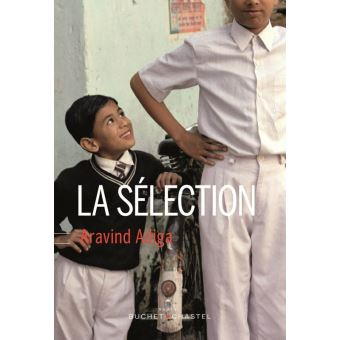 LA SÉLECTION
Aravind Adiga
BUCHET CHASTEL